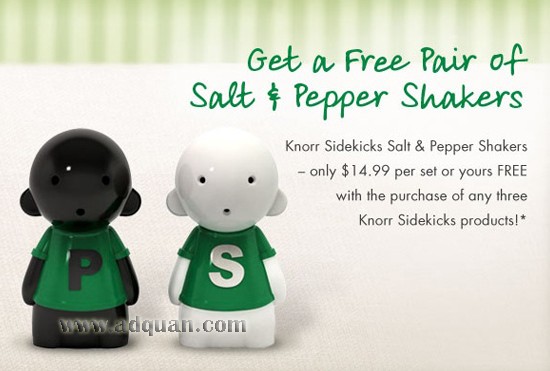 Get a Free Pair of
Salt & Pepper Shakers
Knorr Sidekicks Salt & Pepper Shakers
– only $14.99 per set or yours FREE
with the purchase of any three
Knorr Sidekicks products!*
P S
www.adquan.com